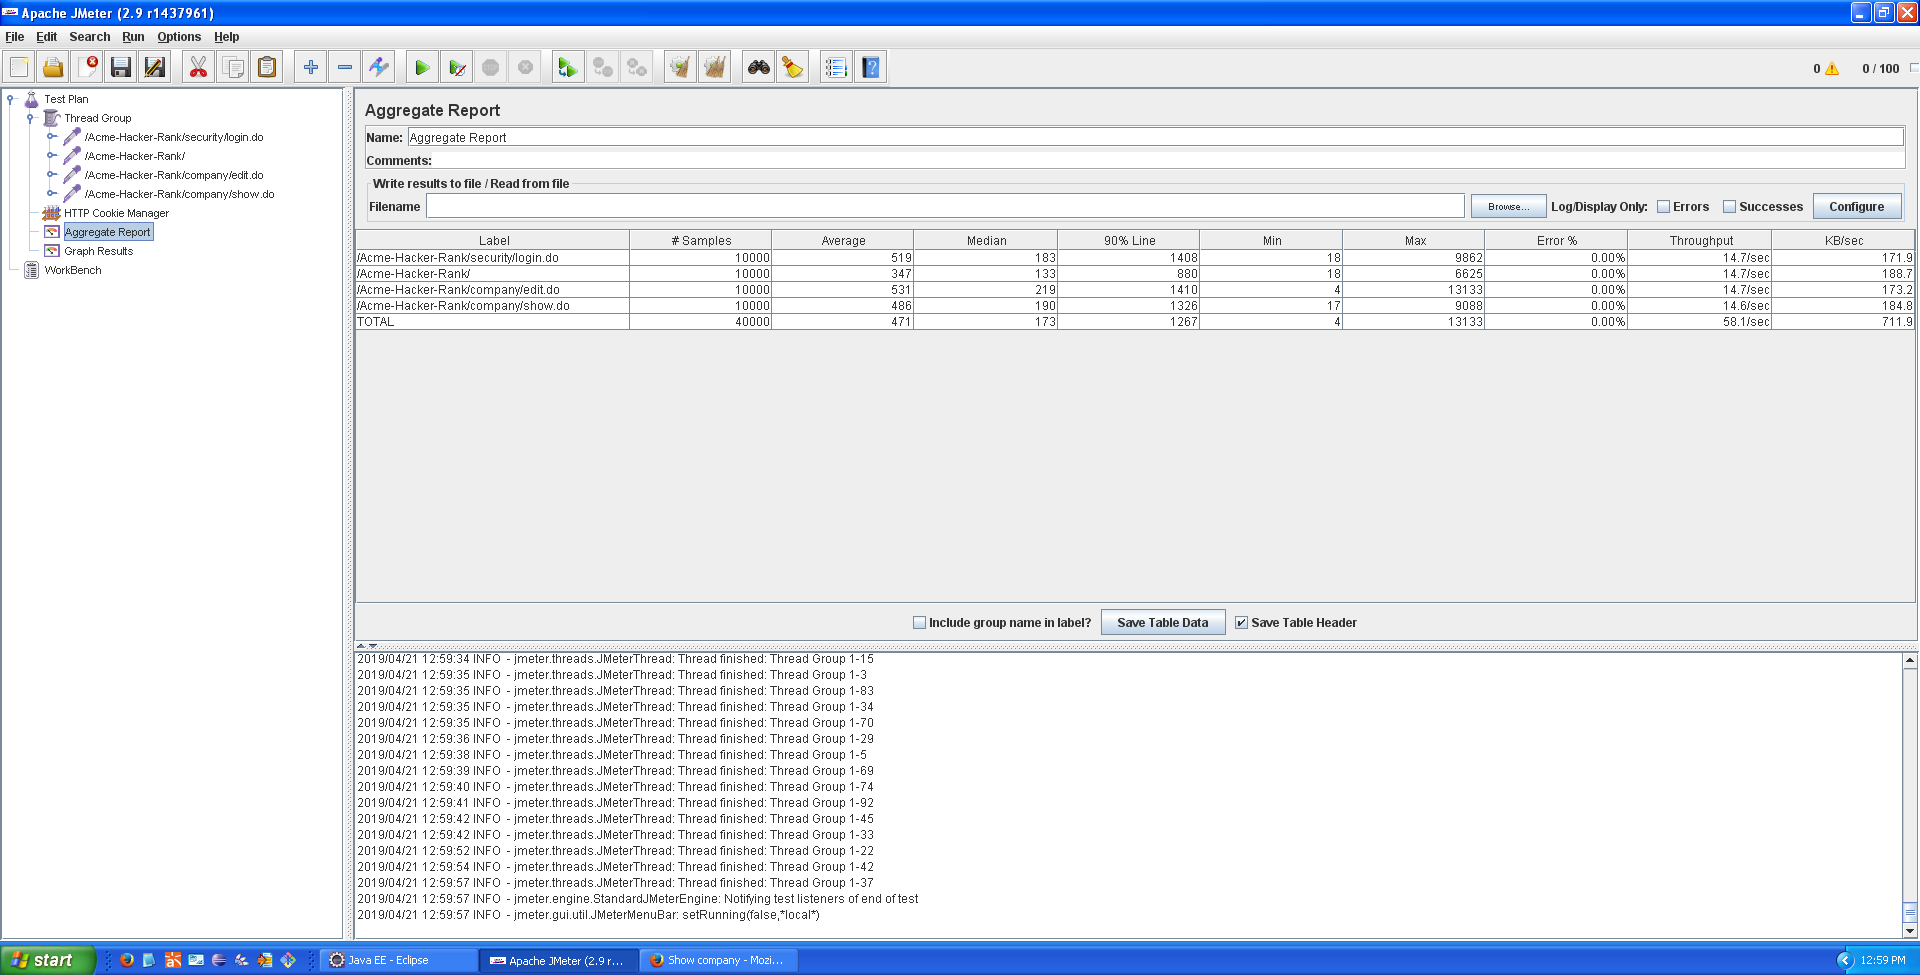 Apache JMeter (2.9 r1437961)
File Edit Search Run Options Help
0 0 / 100
Test Plan
Thread Group
/Acme-Hacker-Rank/security/login.do
/Acme-Hacker-Rank/
/Acme-Hacker-Rank/company/edit.do
/Acme-Hacker-Rank/company/show.do
HTTP Cookie Manager
Aggregate Report
Graph Results
WorkBench
Aggregate Report
Name: Aggregate Report
Comments:
Write results to file / Read from file
Filename Browse... Log/Display Only: Errors Successes Configure
Label # Samples Average Median 90% Line Min Max Error % Throughput KB/sec
/Acme-Hacker-Rank/security/login.do 10000 519 183 1408 18 9862 0.00% 14.7/sec 171.9
/Acme-Hacker-Rank/ 10000 347 133 880 18 6625 0.00% 14.7/sec 188.7
/Acme-Hacker-Rank/company/edit.do 10000 531 219 1410 4 13133 0.00% 14.7/sec 173.2
/Acme-Hacker-Rank/company/show.do 10000 486 190 1326 17 9088 0.00% 14.6/sec 184.8
TOTAL 40000 471 173 1267 4 13133 0.00% 58.1/sec 711.9
Include group name in label? Save Table Data Save Table Header
2019/04/21 12:59:34 INFO - jmeter.threads.JMeterThread: Thread finished: Thread Group 1-15
2019/04/21 12:59:35 INFO - jmeter.threads.JMeterThread: Thread finished: Thread Group 1-3
2019/04/21 12:59:35 INFO - jmeter.threads.JMeterThread: Thread finished: Thread Group 1-83
2019/04/21 12:59:35 INFO - jmeter.threads.JMeterThread: Thread finished: Thread Group 1-34
2019/04/21 12:59:35 INFO - jmeter.threads.JMeterThread: Thread finished: Thread Group 1-70
2019/04/21 12:59:36 INFO - jmeter.threads.JMeterThread: Thread finished: Thread Group 1-29
2019/04/21 12:59:38 INFO - jmeter.threads.JMeterThread: Thread finished: Thread Group 1-5
2019/04/21 12:59:39 INFO - jmeter.threads.JMeterThread: Thread finished: Thread Group 1-69
2019/04/21 12:59:40 INFO - jmeter.threads.JMeterThread: Thread finished: Thread Group 1-74
2019/04/21 12:59:41 INFO - jmeter.threads.JMeterThread: Thread finished: Thread Group 1-92
2019/04/21 12:59:42 INFO - jmeter.threads.JMeterThread: Thread finished: Thread Group 1-45
2019/04/21 12:59:42 INFO - jmeter.threads.JMeterThread: Thread finished: Thread Group 1-33
2019/04/21 12:59:52 INFO - jmeter.threads.JMeterThread: Thread finished: Thread Group 1-22
2019/04/21 12:59:54 INFO - jmeter.threads.JMeterThread: Thread finished: Thread Group 1-42
2019/04/21 12:59:57 INFO - jmeter.threads.JMeterThread: Thread finished: Thread Group 1-37
2019/04/21 12:59:57 INFO - jmeter.engine.StandardJMeterEngine: Notifying test listeners of end of test
2019/04/21 12:59:57 INFO - jmeter.gui.util.JMeterMenuBar: setRunning(false,*local*)
start Java EE - Eclipse Apache JMeter (2.9 r... Show company - Mozi... 12:59 PM